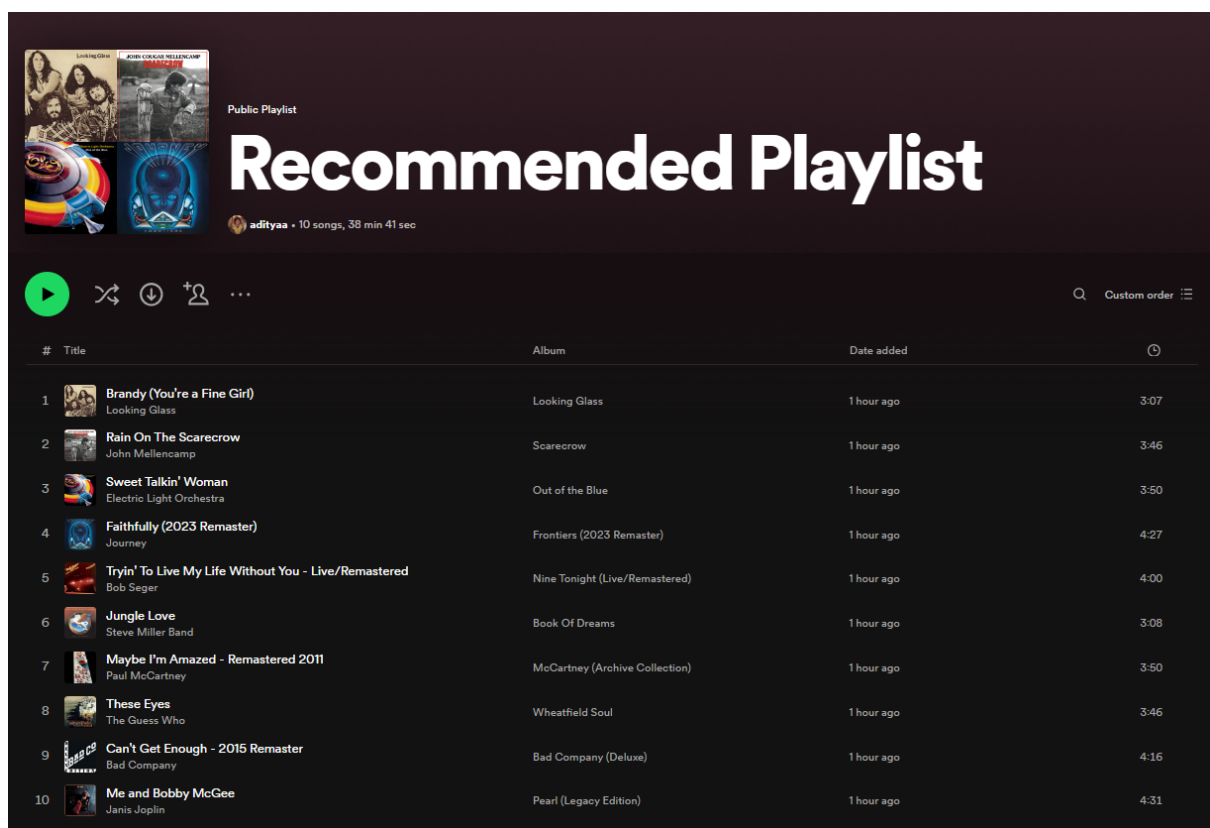 Looking Glass
JOHN COUGAR MELLENCAMP
SCARECROW
Public Playlist
Recommended Playlist
adityaa • 10 songs, 38 min 41 sec
Custom order
# Title Album Date added
1 Brandy (You're a Fine Girl) Looking Glass 1 hour ago 3:07
Looking Glass
2 Rain On The Scarecrow Scarecrow 1 hour ago 3:46
John Mellencamp
3 Sweet Talkin' Woman Out of the Blue 1 hour ago 3:50
Electric Light Orchestra
4 Faithfully (2023 Remaster) Frontiers (2023 Remaster) 1 hour ago 4:27
Journey
5 Tryin' To Live My Life Without You - Live/Remastered Nine Tonight (Live/Remastered) 1 hour ago 4:00
Bob Seger
6 Jungle Love Book Of Dreams 1 hour ago 3:08
Steve Miller Band
7 Maybe I'm Amazed - Remastered 2011 McCartney (Archive Collection) 1 hour ago 3:50
Paul McCartney
8 These Eyes Wheatfield Soul 1 hour ago 3:46
The Guess Who
9 Can't Get Enough - 2015 Remaster Bad Company (Deluxe) 1 hour ago 4:16
Bad Company
10 Me and Bobby McGee Pearl (Legacy Edition) 1 hour ago 4:31
Janis Joplin